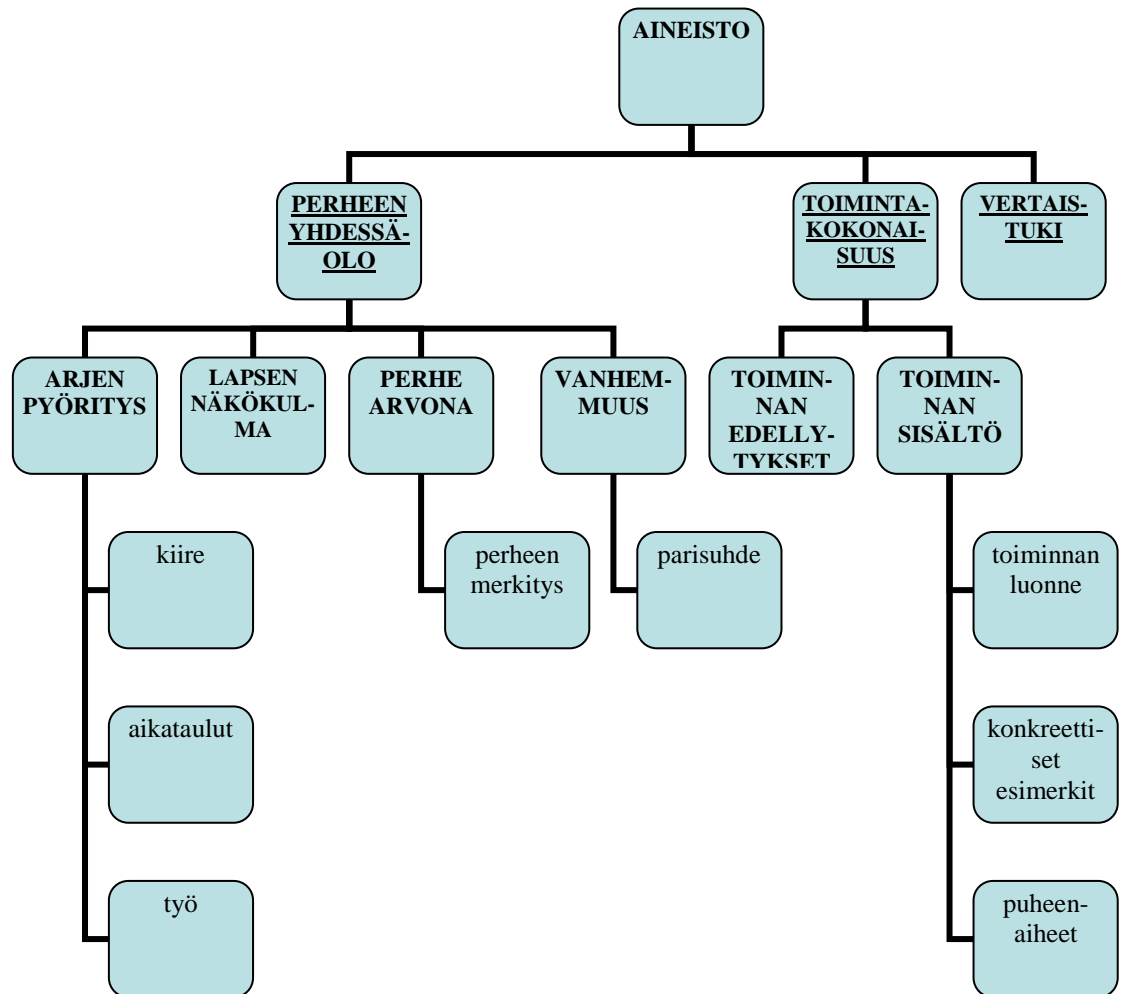 AINEISTO
PERHEEN
YHDESSÄ-
OLO
TOIMINTA-
KOKONAI-
SUUS
VERTAIS-
TUKI
ARJEN
PYÖRITYS
LAPSEN
NÄKÖKUL-
MA
PERHE
ARVONA
VANHEM-
MUUS
TOIMIN-
NAN
EDELLY-
TYKSET
TOIMIN-
NAN
SISÄLTÖ
kiire
perheen
merkitys
parisuhde
toiminnan
luonne
aikataulut
konkreetti-
set
esimerkit
työ
puheen-
aiheet